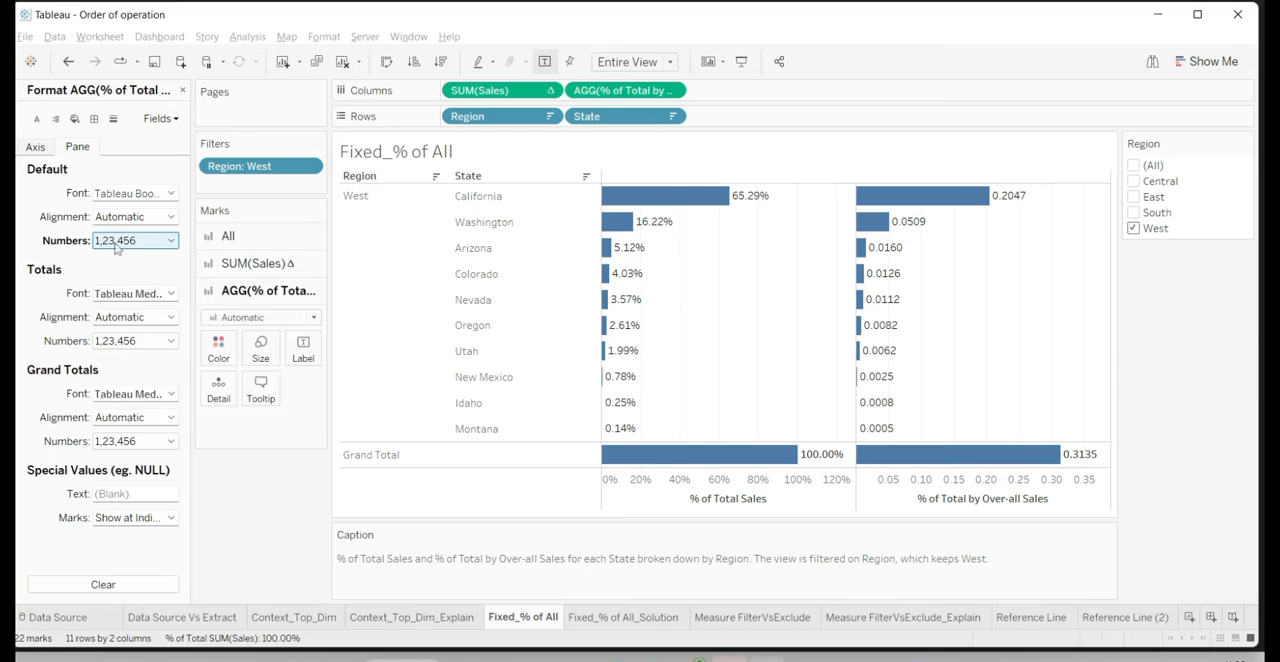 Tableau - Order of operation
File Data Worksheet Dashboard Story Analysis Map Format Server Window Help
Entire View Show Me
Format AGG(% of Total ... ×
Fields
Axis Pane
Default
Font: Tableau Boo..
Alignment: Automatic
Numbers: 1,23,456
Totals
Font: Tableau Med..
Alignment: Automatic
Numbers: 1,23,456
Grand Totals
Font: Tableau Med..
Alignment: Automatic
Numbers: 1,23,456
Special Values (eg. NULL)
Text: (Blank)
Marks: Show at Indi...
Clear
Pages
Filters
Region: West
Marks
All
SUM(Sales) Δ
AGG(% of Tota...
Automatic
Color Size Label
Detail Tooltip
Columns SUM(Sales) Δ AGG(% of Total by ..
Rows Region State
Fixed_% of All
Region State
West California 65.29% 0.2047
Washington 16.22% 0.0509
Arizona 5.12% 0.0160
Colorado 4.03% 0.0126
Nevada 3.57% 0.0112
Oregon 2.61% 0.0082
Utah 1.99% 0.0062
New Mexico 0.78% 0.0025
Idaho 0.25% 0.0008
Montana 0.14% 0.0005
Grand Total 100.00% 0.3135
0% 20% 40% 60% 80% 100% 120% 0.05 0.10 0.15 0.20 0.25 0.30 0.35
% of Total Sales % of Total by Over-all Sales
Caption
% of Total Sales and % of Total by Over-all Sales for each State broken down by Region. The view is filtered on Region, which keeps West.
Region
(All)
Central
East
South
West
Data Source Data Source Vs Extract Context_Top_Dim Context_Top_Dim_Explain Fixed_% of All Fixed_% of All_Solution Measure FilterVsExclude Measure FilterVsExclude_Explain Reference Line Reference Line (2)
22 marks 11 rows by 2 columns % of Total SUM(Sales): 100.00%